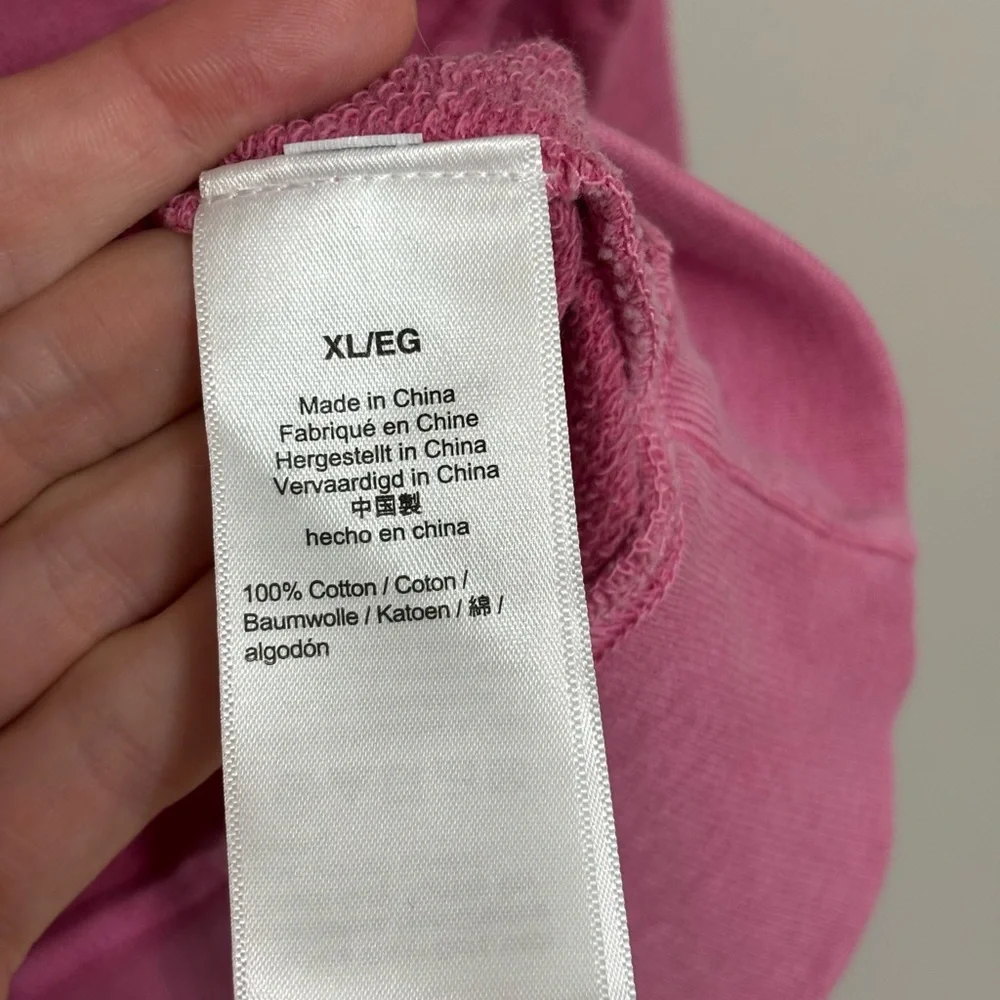 XL/EG
Made in China
Fabriqué en Chine
Hergestellt in China
Vervaardigd in China
中国製
hecho en china
100% Cotton / Coton /
Baumwolle / Katoen / 綿 /
algodón